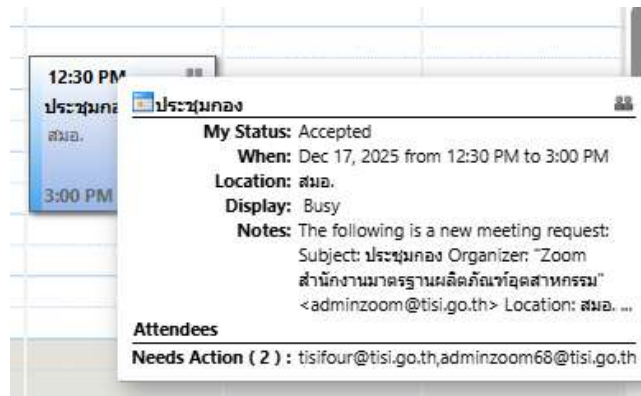 12:30 PM
ประชุมกอง
สมอ.
3:00 PM
ประชุมกอง
My Status: Accepted
When: Dec 17, 2025 from 12:30 PM to 3:00 PM
Location: สมอ.
Display: Busy
Notes: The following is a new meeting request:
Subject: ประชุมกอง Organizer: "Zoom
สำนักงานมาตรฐานผลิตภัณฑ์อุตสาหกรรม"
<adminzoom@tisi.go.th> Location: สมอ. ...
Attendees
Needs Action ( 2 ) : tisifour@tisi.go.th,adminzoom68@tisi.go.th